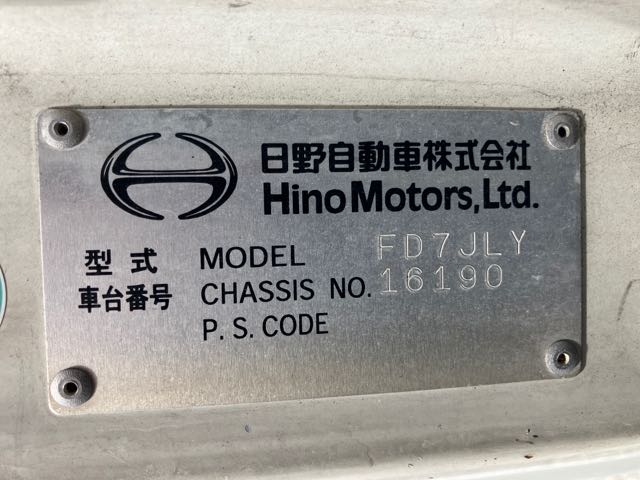 日野自動車株式会社
Hino Motors, Ltd.
型式 MODEL FD7JLY
車台番号 CHASSIS NO. 16190
P. S. CODE